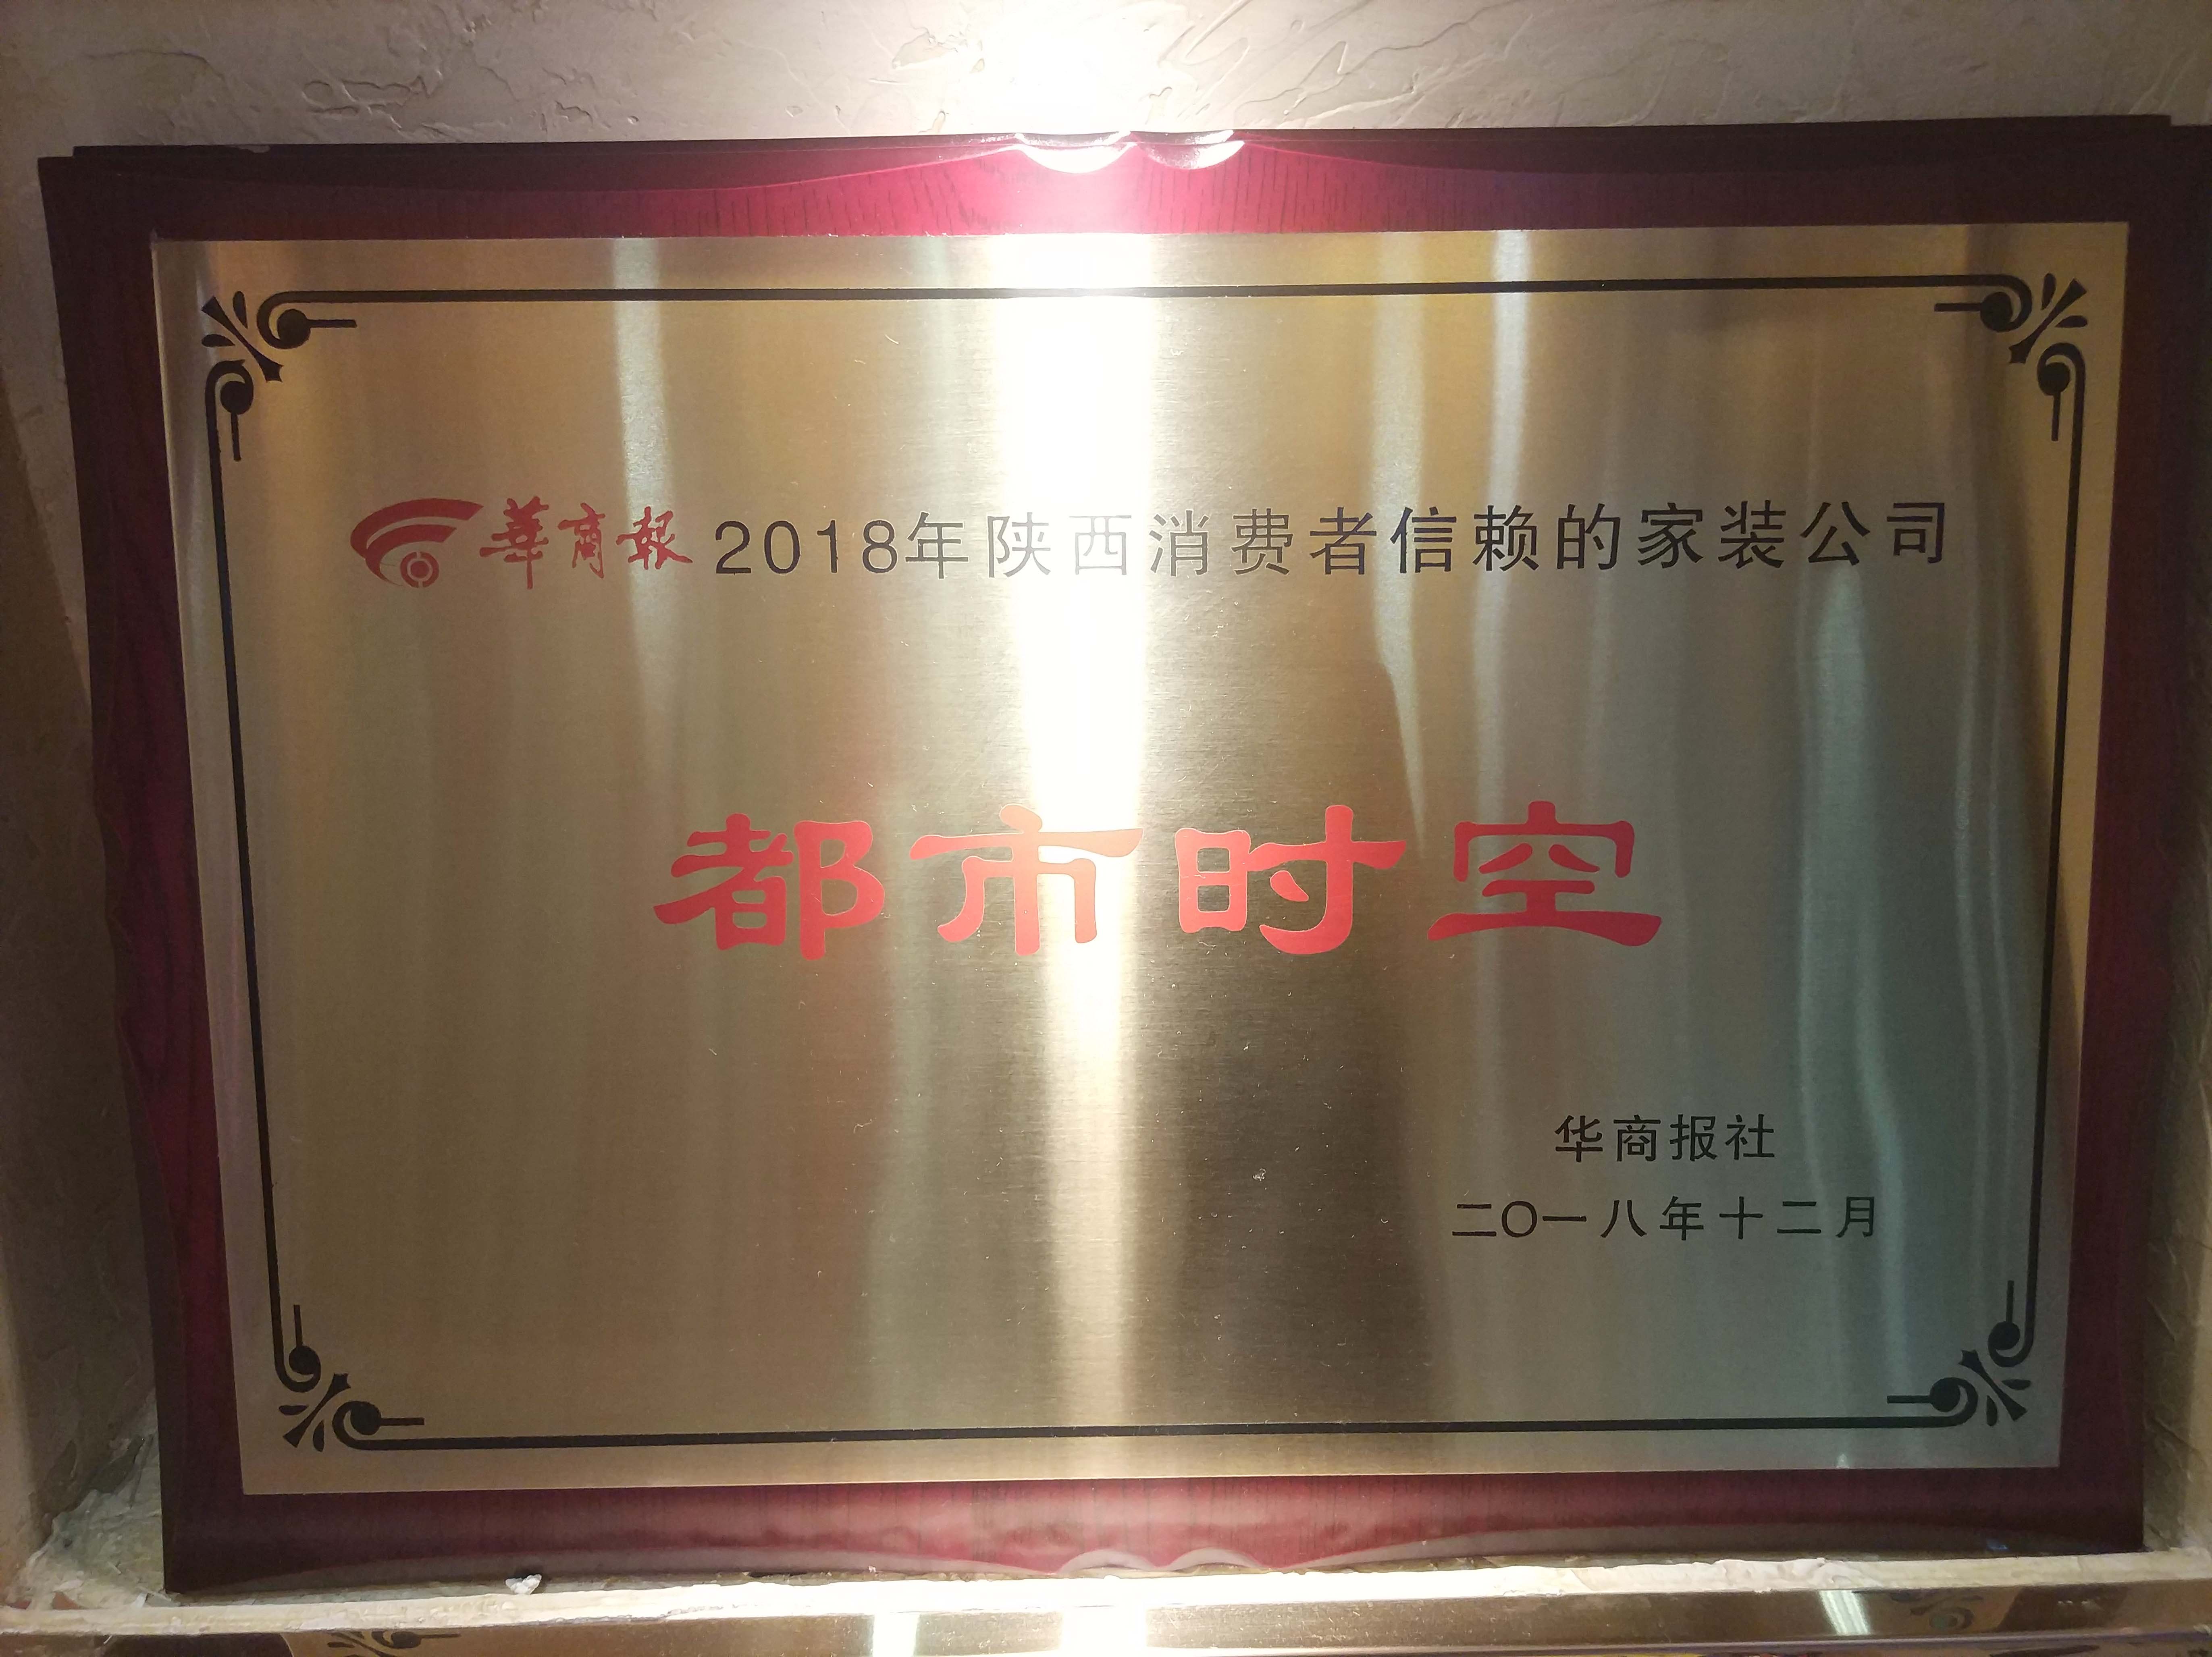 華商報 2018年陕西消费者信赖的家装公司
都市时空
华商报社
二〇一八年十二月